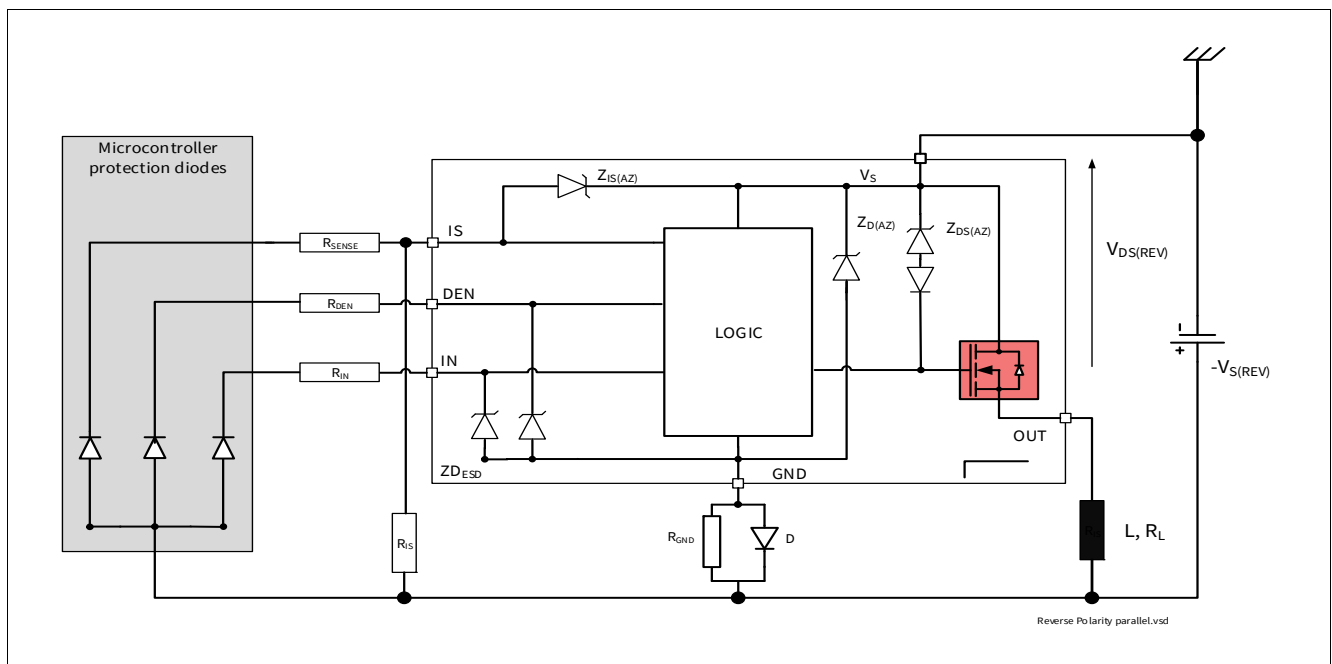 Microcontroller
protection diodes
Z_IS(AZ)
V_S
Z_D(AZ)
Z_DS(AZ)
V_DS(REV)
IS
R_SENSE
DEN
R_DEN
LOGIC
IN
R_IN
-
+
-V_S(REV)
OUT
ZD_ESD
GND
R_IS
R_GND
D
L, R_L
Reverse Polarity parallel.vsd